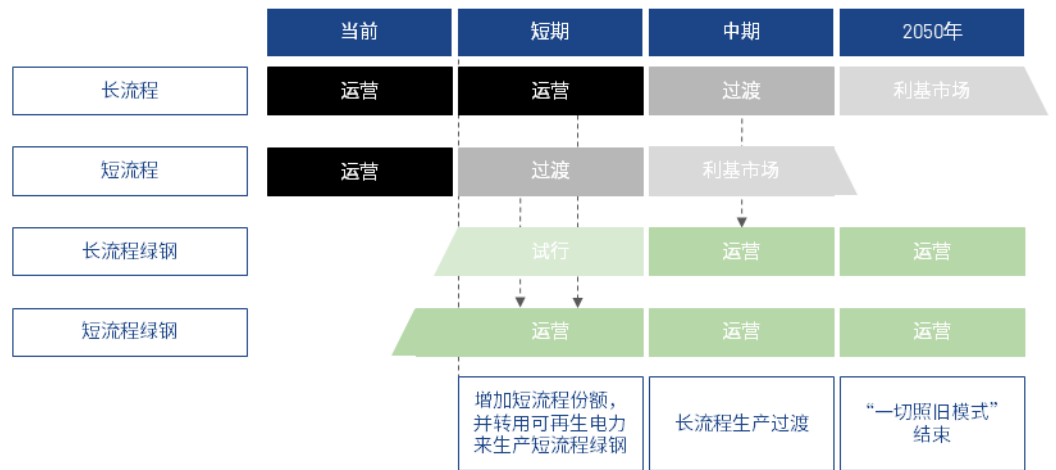 当前 短期 中期 2050年
长流程 运营 运营 过渡 利基市场
短流程 运营 过渡 利基市场
长流程绿钢 试行 运营 运营
短流程绿钢 运营 运营 运营
增加短流程份额，
并转用可再生电力
来生产短流程绿钢
长流程生产过渡
“一切照旧模式”
结束